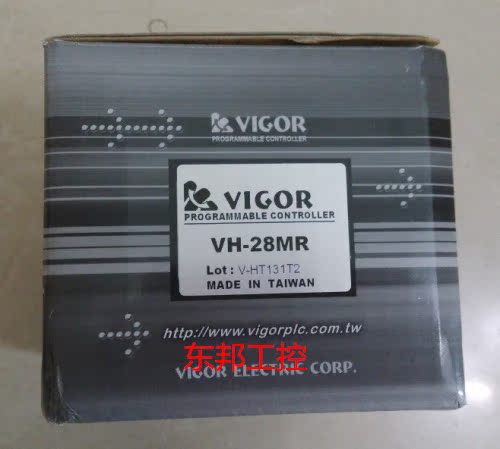 VIGOR
PROGRAMMABLE CONTROLLER
VIGOR
PROGRAMMABLE CONTROLLER
VH-28MR
Lot : V-HT131T2
MADE IN TAIWAN
http://www.vigorplc.com.tw
东邦工控
VIGOR ELECTRIC CORP.